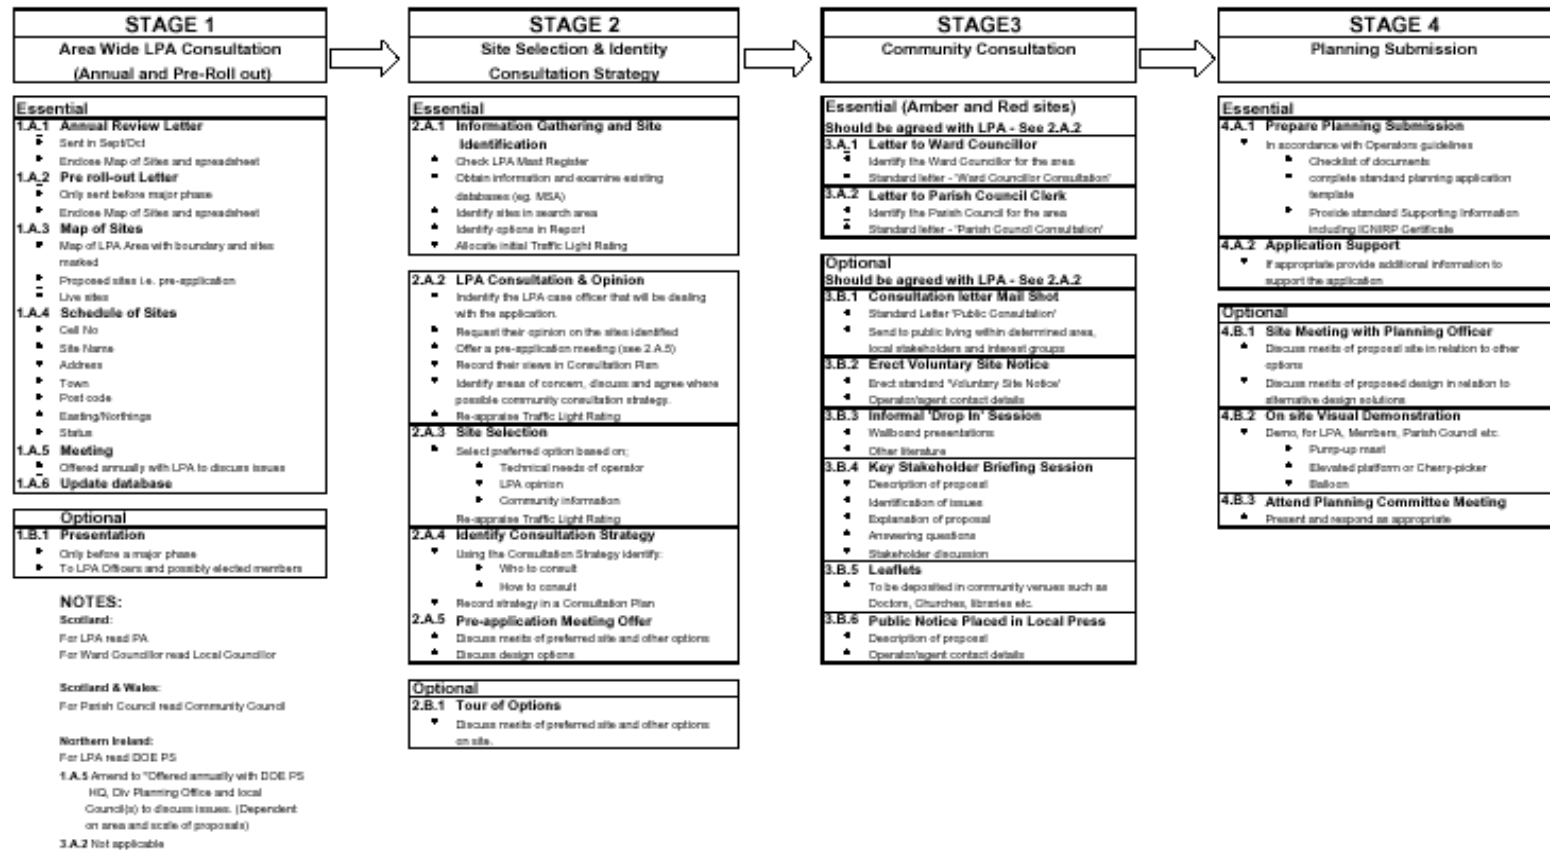 STAGE 1
Area Wide LPA Consultation
(Annual and Pre-Roll out)
Essential
1.A.1 Annual Review Letter
Sent in Sept/Oct
Enclose Map of Sites and spreadsheet
1.A.2 Pre roll-out Letter
Only sent before major phase
Enclose Map of Sites and spreadsheet
1.A.3 Map of Sites
Map of LPA Area with boundary and sites
marked
Proposed sites i.e. pre-application
Live sites
1.A.4 Schedule of Sites
Cell No
Site Name
Address
Town
Post code
Easting/Northings
Status
1.A.5 Meeting
Offered annually with LPA to discuss issues
1.A.6 Update database
Optional
1.B.1 Presentation
Only before a major phase
To LPA Officers and possibly elected members
NOTES:
Scotland:
For LPA read PA
For Ward Councillor read Local Councillor
Scotland & Wales:
For Parish Council read Community Council
Northern Ireland:
For LPA read DOE PS
1.A.5 Amend to "Offered annually with DOE PS
HQ, Div Planning Office and local
Council(s) to discuss issues. (Dependent
on area and scale of proposals)
3.A.2 Not applicable
STAGE 2
Site Selection & Identity
Consultation Strategy
Essential
2.A.1 Information Gathering and Site
Identification
Check LPA Mast Register
Obtain information and examine existing
databases (eg. MSA)
Identify sites in search area
Identify options in Report
Allocate initial Traffic Light Rating
2.A.2 LPA Consultation & Opinion
Indentify the LPA case officer that will be dealing
with the application.
Request their opinion on the sites identified
Offer a pre-application meeting (see 2.A.5)
Record their views in Consultation Plan
Identify areas of concern, discuss and agree where
possible community consultation strategy.
Re-appraise Traffic Light Rating
2.A.3 Site Selection
Select preferred option based on;
Technical needs of operator
LPA opinion
Community information
Re-appraise Traffic Light Rating
2.A.4 Identify Consultation Strategy
Using the Consultation Strategy identify:
Who to consult
How to consult
Record strategy in a Consultation Plan
2.A.5 Pre-application Meeting Offer
Discuss merits of preferred site and other options
Discuss design options
Optional
2.B.1 Tour of Options
Discuss merits of preferred site and other options
on site.
STAGE3
Community Consultation
Essential (Amber and Red sites)
Should be agreed with LPA - See 2.A.2
3.A.1 Letter to Ward Councillor
Identify the Ward Councillor for the area
Standard letter - 'Ward Councillor Consultation'
3.A.2 Letter to Parish Council Clerk
Identify the Parish Council for the area
Standard letter - 'Parish Council Consultation'
Optional
Should be agreed with LPA - See 2.A.2
3.B.1 Consultation letter Mail Shot
Standard Letter 'Public Consultation'
Send to public living within determined area,
local stakeholders and interest groups
3.B.2 Erect Voluntary Site Notice
Erect standard 'Voluntary Site Notice'
Operator/agent contact details
3.B.3 Informal 'Drop In' Session
Wallboard presentations
Other literature
3.B.4 Key Stakeholder Briefing Session
Description of proposal
Identification of issues
Explanation of proposal
Answering questions
Stakeholder discussion
3.B.5 Leaflets
To be deposited in community venues such as
Doctors, Churches, libraries etc.
3.B.6 Public Notice Placed in Local Press
Description of proposal
Operator/agent contact details
STAGE 4
Planning Submission
Essential
4.A.1 Prepare Planning Submission
In accordance with Operators guidelines
Checklist of documents
complete standard planning application
template
Provide standard Supporting Information
including ICNIRP Certificate
4.A.2 Application Support
If appropriate provide additional information to
support the application
Optional
4.B.1 Site Meeting with Planning Officer
Discuss merits of proposal site in relation to other
options
Discuss merits of proposed design in relation to
alternative design solutions
4.B.2 On site Visual Demonstration
Demo, for LPA, Members, Parish Council etc.
Pump-up mast
Elevated platform or Cherry-picker
Balloon
4.B.3 Attend Planning Committee Meeting
Present and respond as appropriate